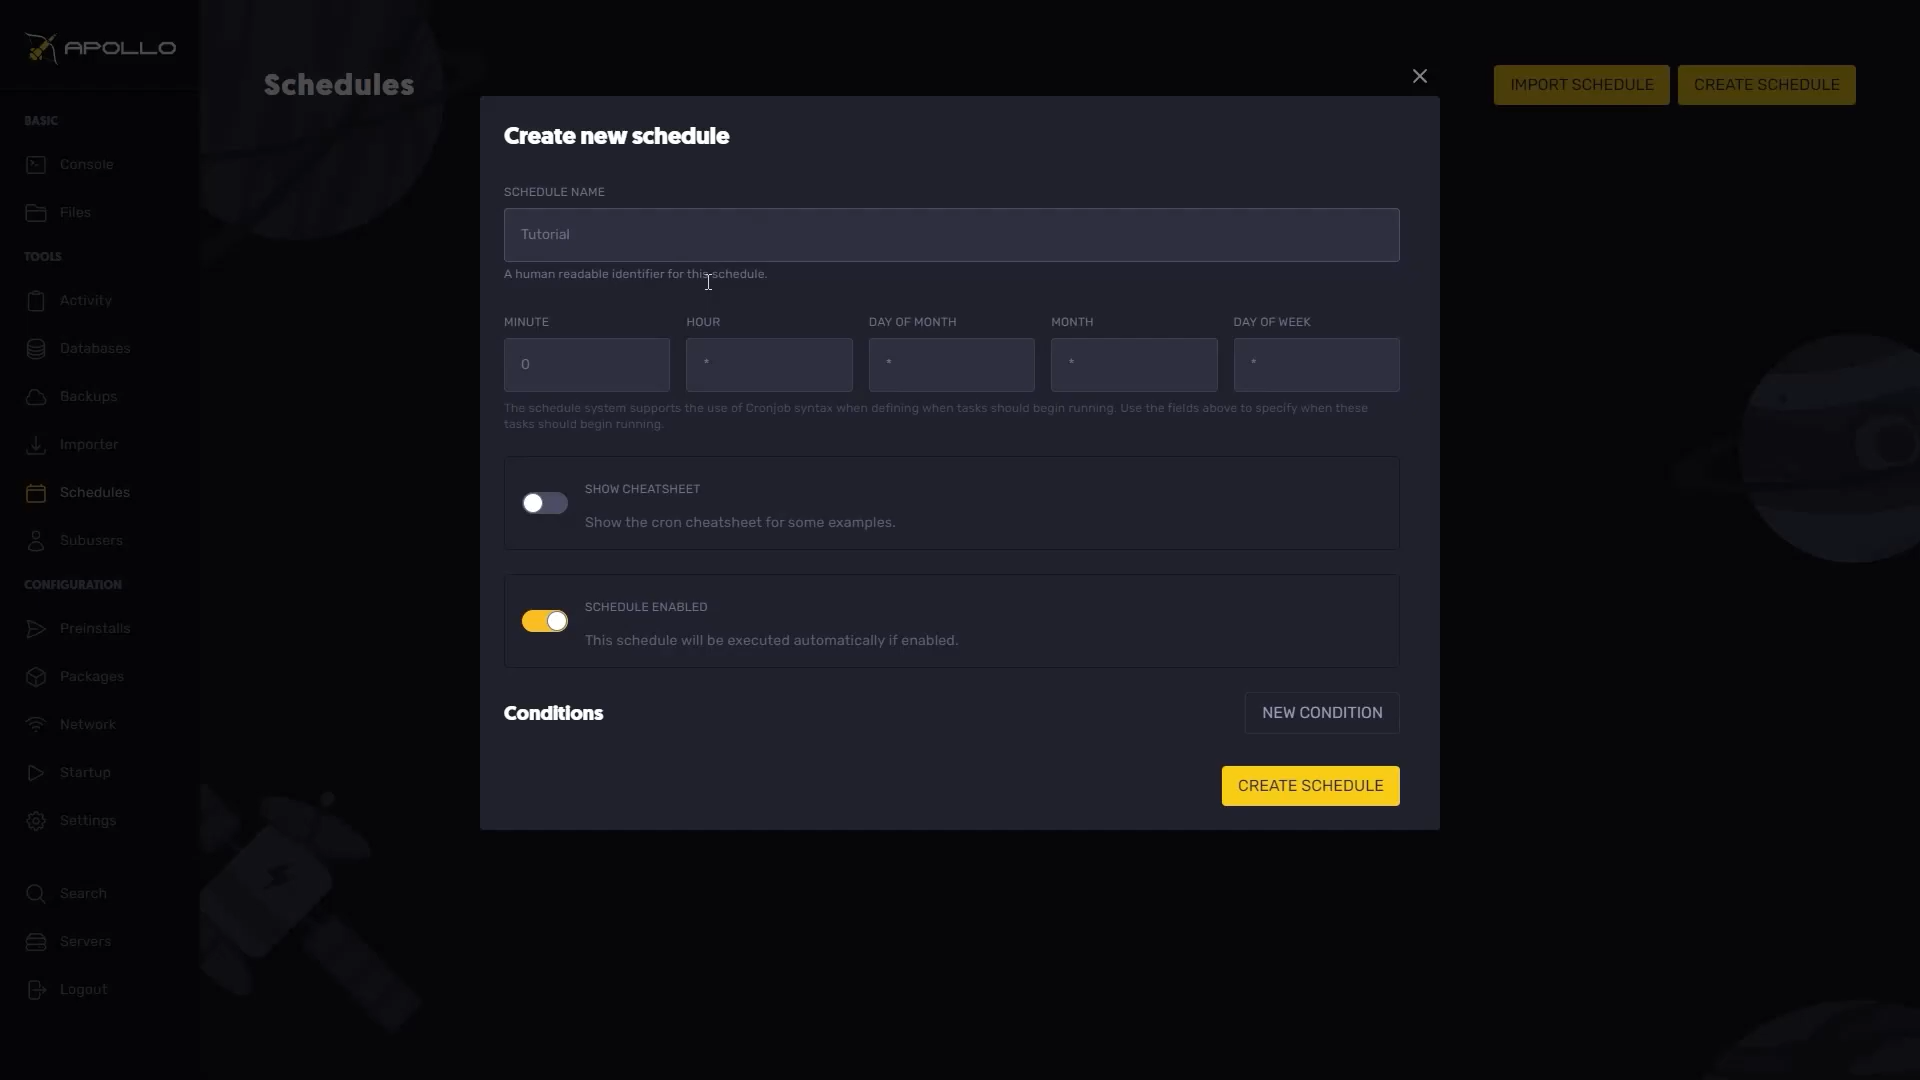 APOLLO
BASIC
Console
Files
TOOLS
Activity
Databases
Backups
Importer
Schedules
Subusers
CONFIGURATION
Preinstalls
Packages
Network
Startup
Settings
Search
Servers
Logout
Schedules
IMPORT SCHEDULE
CREATE SCHEDULE
Create new schedule
SCHEDULE NAME
Tutorial
A human readable identifier for this schedule.
MINUTE HOUR DAY OF MONTH MONTH DAY OF WEEK
0 * * * *
The schedule system supports the use of Cronjob syntax when defining when tasks should begin running. Use the fields above to specify when these
tasks should begin running.
SHOW CHEATSHEET
Show the cron cheatsheet for some examples.
SCHEDULE ENABLED
This schedule will be executed automatically if enabled.
Conditions
NEW CONDITION
CREATE SCHEDULE